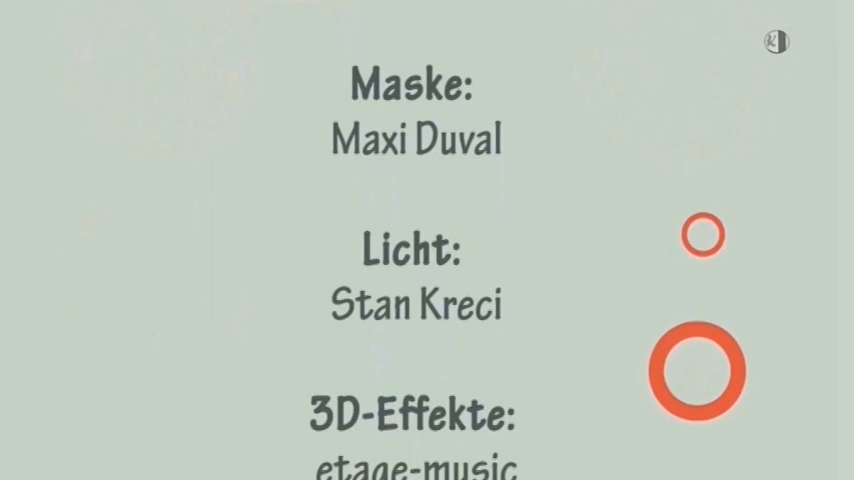 Maske:
Maxi Duval
Licht:
Stan Kreci
3D-Effekte:
etage-music